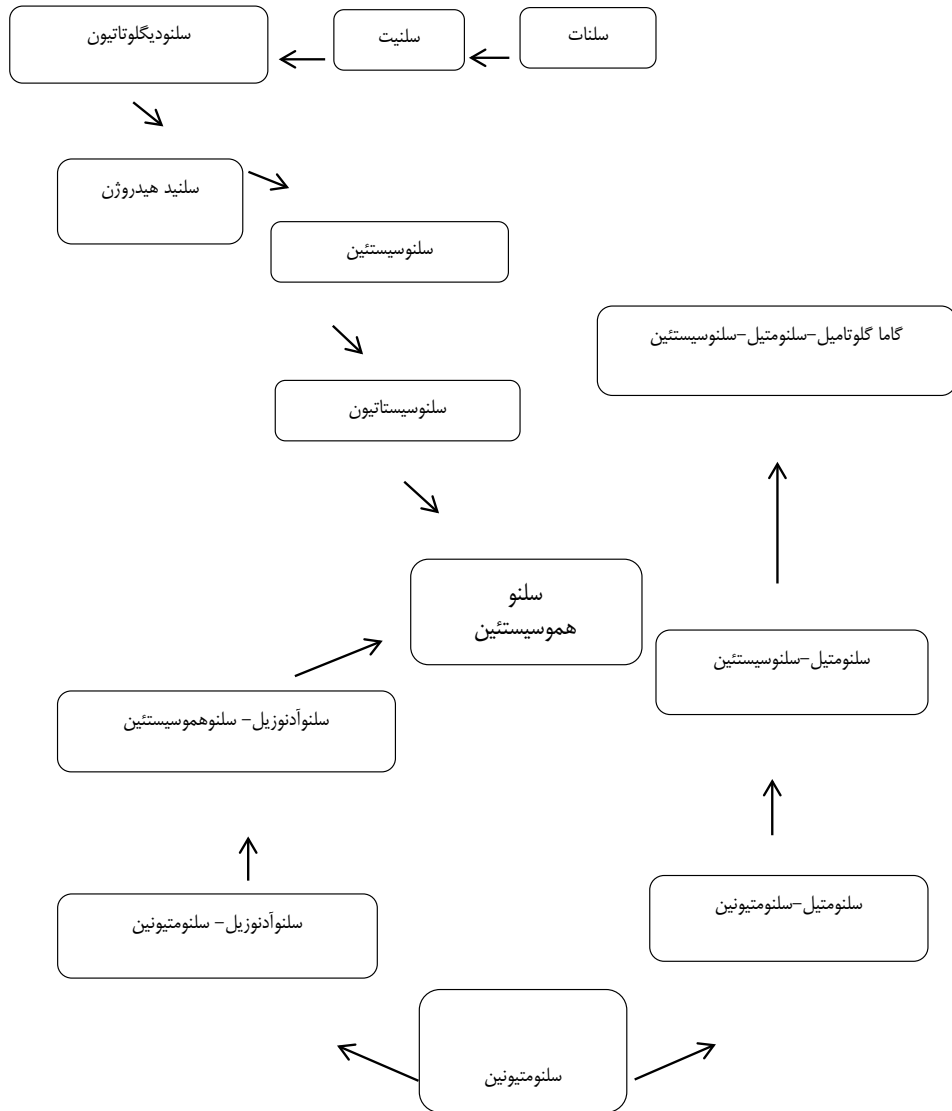 سلنات
سلنیت
سلنودیگلوتاتیون
سلنید هیدروژن
سلنوسیستئین
گاما گلوتامیل-سلنومتیل-سلنوسیستئین
سلنوسیستاتیون
سلنو
هموسیستئین
سلنومتیل-سلنوسیستئین
سلنوآدنوزیل- سلنوهموسیستئین
سلنومتیل-سلنومتیونین
سلنوآدنوزیل- سلنومتیونین
سلنومتیونین